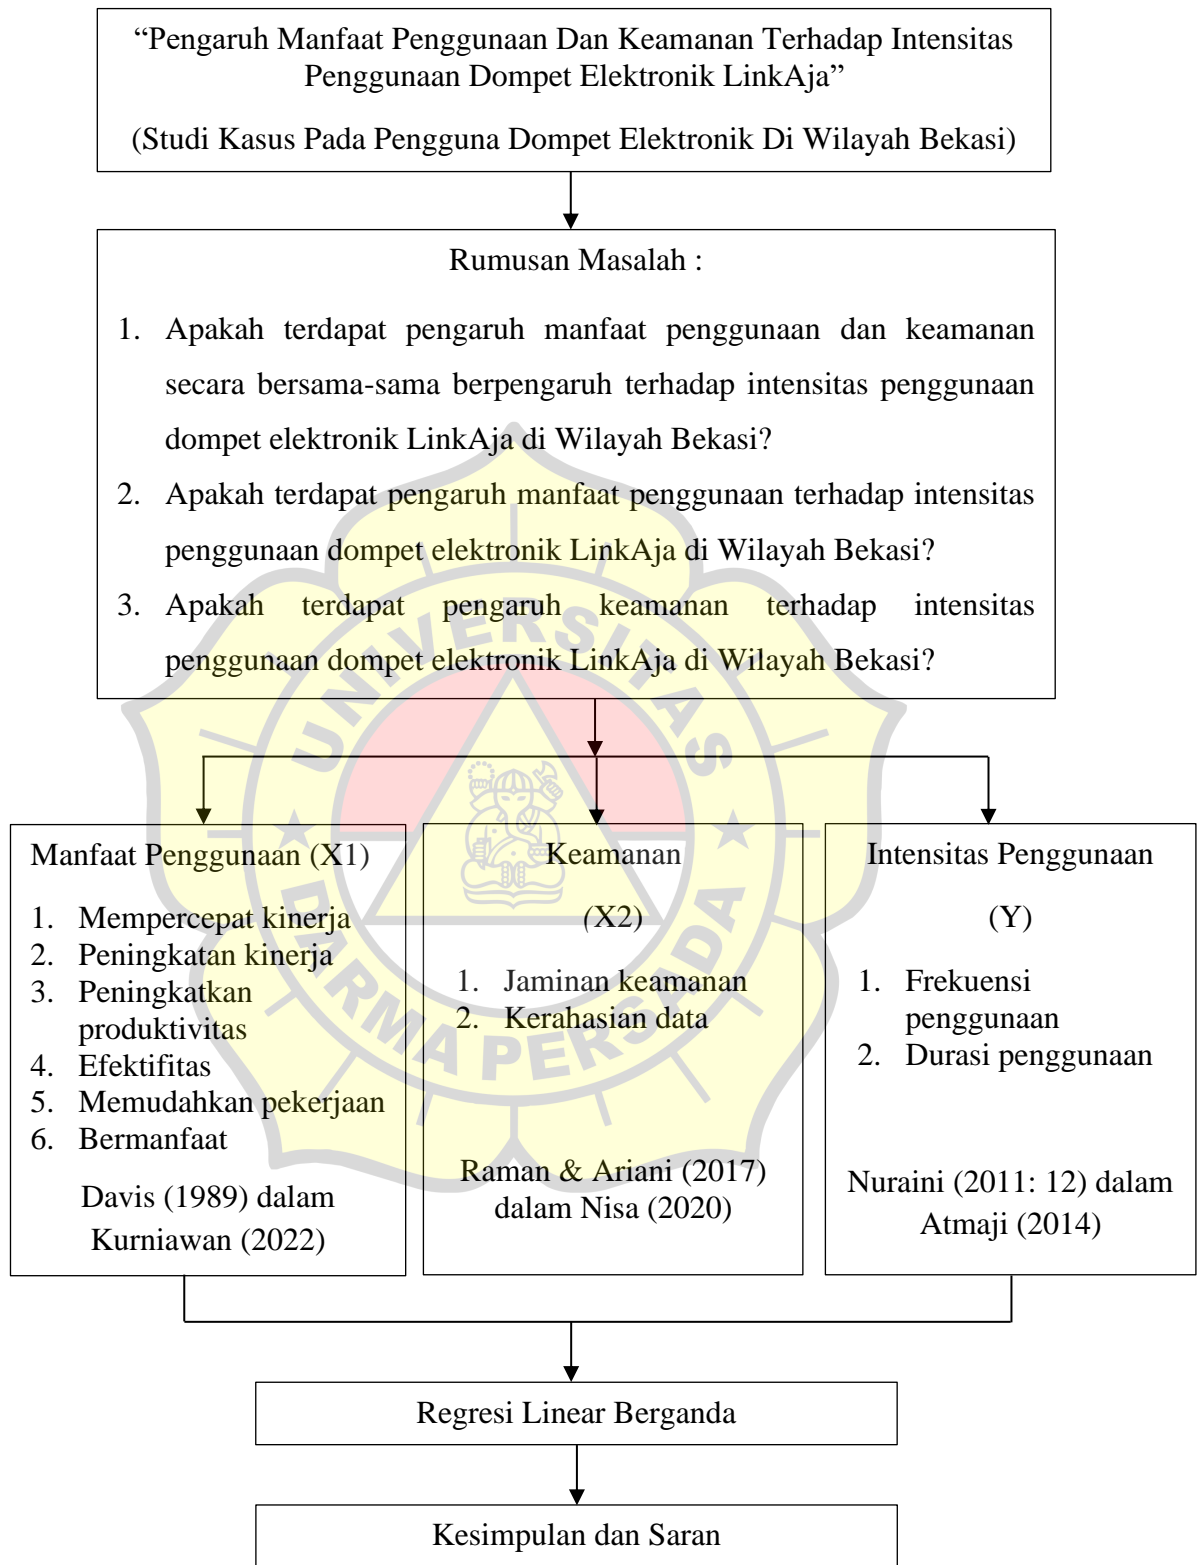 “Pengaruh Manfaat Penggunaan Dan Keamanan Terhadap Intensitas
Penggunaan Dompet Elektronik LinkAja”
(Studi Kasus Pada Pengguna Dompet Elektronik Di Wilayah Bekasi)
Rumusan Masalah :
1. Apakah terdapat pengaruh manfaat penggunaan dan keamanan
secara bersama-sama berpengaruh terhadap intensitas penggunaan
dompet elektronik LinkAja di Wilayah Bekasi?
2. Apakah terdapat pengaruh manfaat penggunaan terhadap intensitas
penggunaan dompet elektronik LinkAja di Wilayah Bekasi?
3. Apakah terdapat pengaruh keamanan terhadap intensitas
penggunaan dompet elektronik LinkAja di Wilayah Bekasi?
UNIVERSITAS
DARMA PERSADA
Manfaat Penggunaan (X1)
1. Mempercepat kinerja
2. Peningkatan kinerja
3. Peningkatkan
produktivitas
4. Efektifitas
5. Memudahkan pekerjaan
6. Bermanfaat
Davis (1989) dalam
Kurniawan (2022)
Keamanan
(X2)
1. Jaminan keamanan
2. Kerahasian data
Raman & Ariani (2017)
dalam Nisa (2020)
Intensitas Penggunaan
(Y)
1. Frekuensi
penggunaan
2. Durasi penggunaan
Nuraini (2011: 12) dalam
Atmaji (2014)
Regresi Linear Berganda
Kesimpulan dan Saran